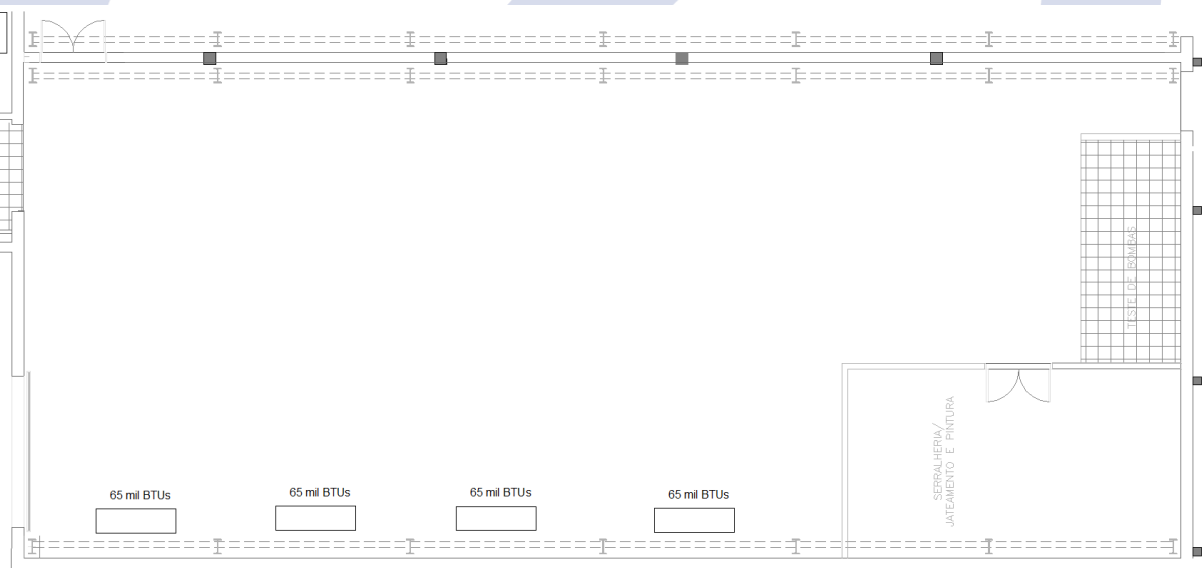 TESTE DE BOMBAS
SERRALHERIA/
JATEAMENTO E PINTURA
65 mil BTUs
65 mil BTUs
65 mil BTUs
65 mil BTUs